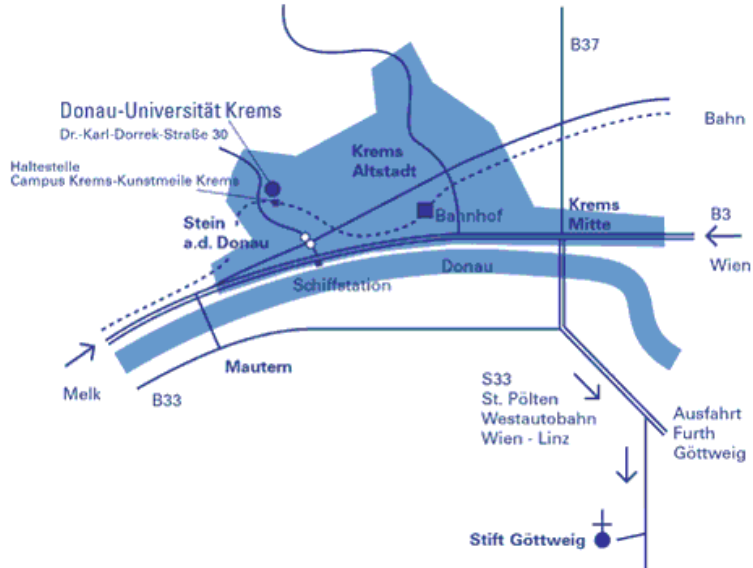 B37
Donau-Universität Krems
Dr.-Karl-Dorrek-Straße 30
Bahn
Haltestelle
Campus Krems-Kunstmeile Krems
Krems
Altstadt
Stein
a.d. Donau
Bahnhof
Krems
Mitte
B3
Wien
Donau
Schiffstation
Mautern
Melk
B33
S33
St. Pölten
Westautobahn
Wien - Linz
Ausfahrt
Furth
Göttweig
Stift Göttweig